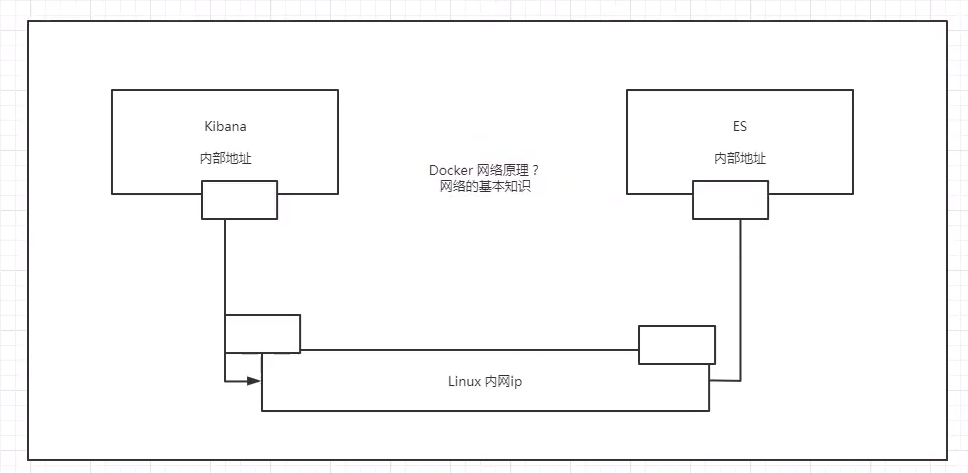 Kibana
内部地址
ES
内部地址
Docker 网络原理？
网络的基本知识
Linux 内网ip